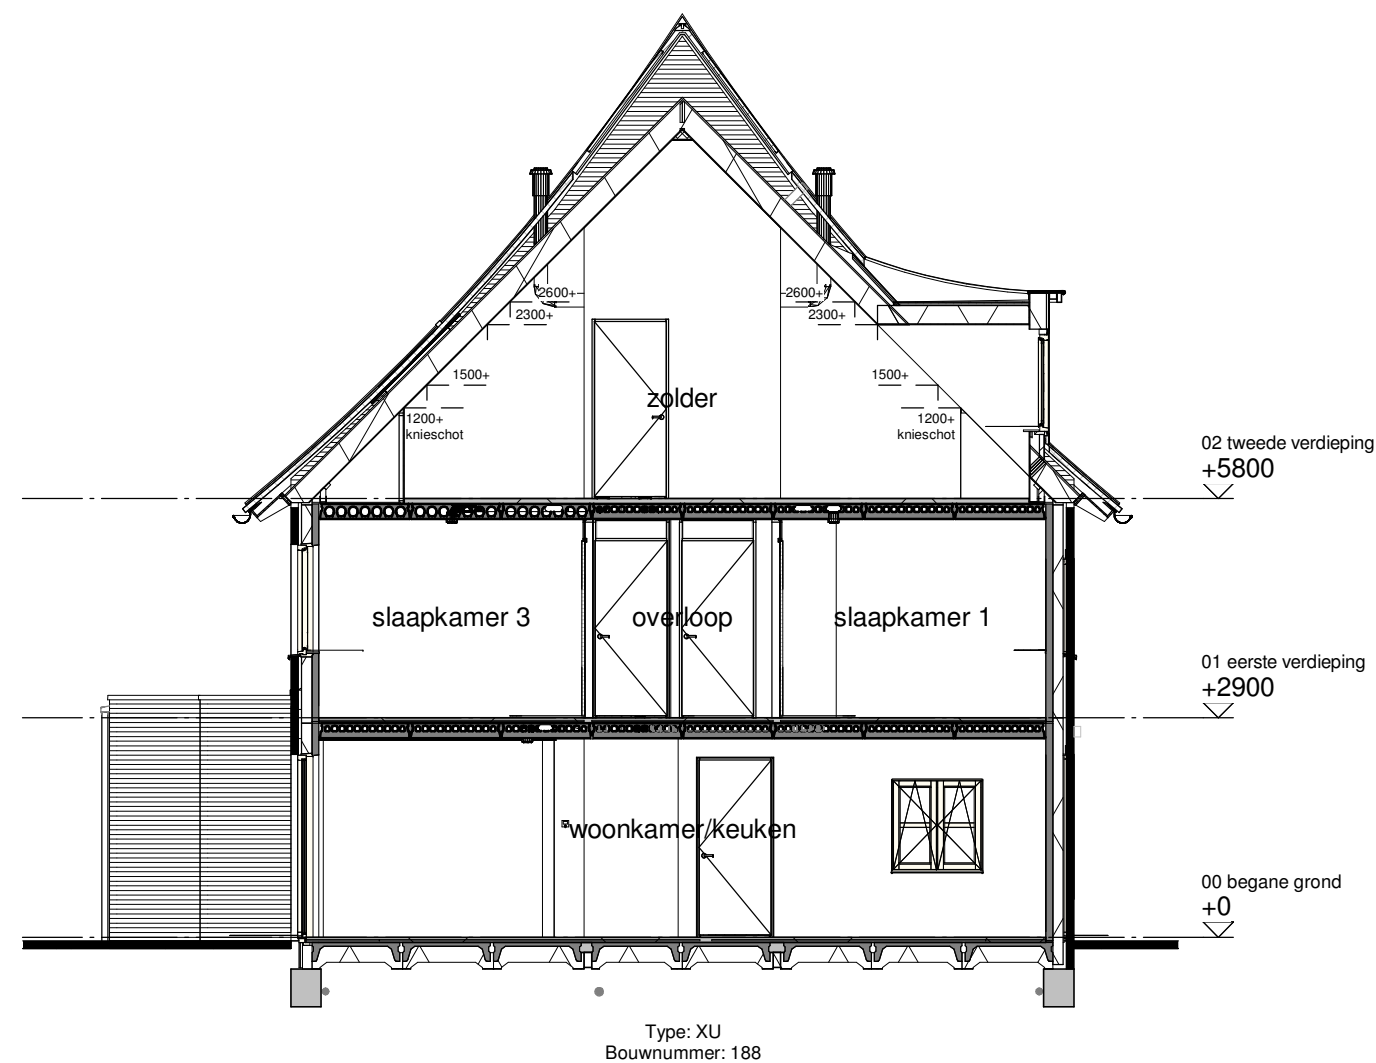 2600+
2600+
2300+
2300+
1500+
1500+
zolder
1200+
knieschot
1200+
knieschot
02 tweede verdieping
+5800
slaapkamer 3
overloop
slaapkamer 1
01 eerste verdieping
+2900
woonkamer/keuken
00 begane grond
+0
Type: XU
Bouwnummer: 188